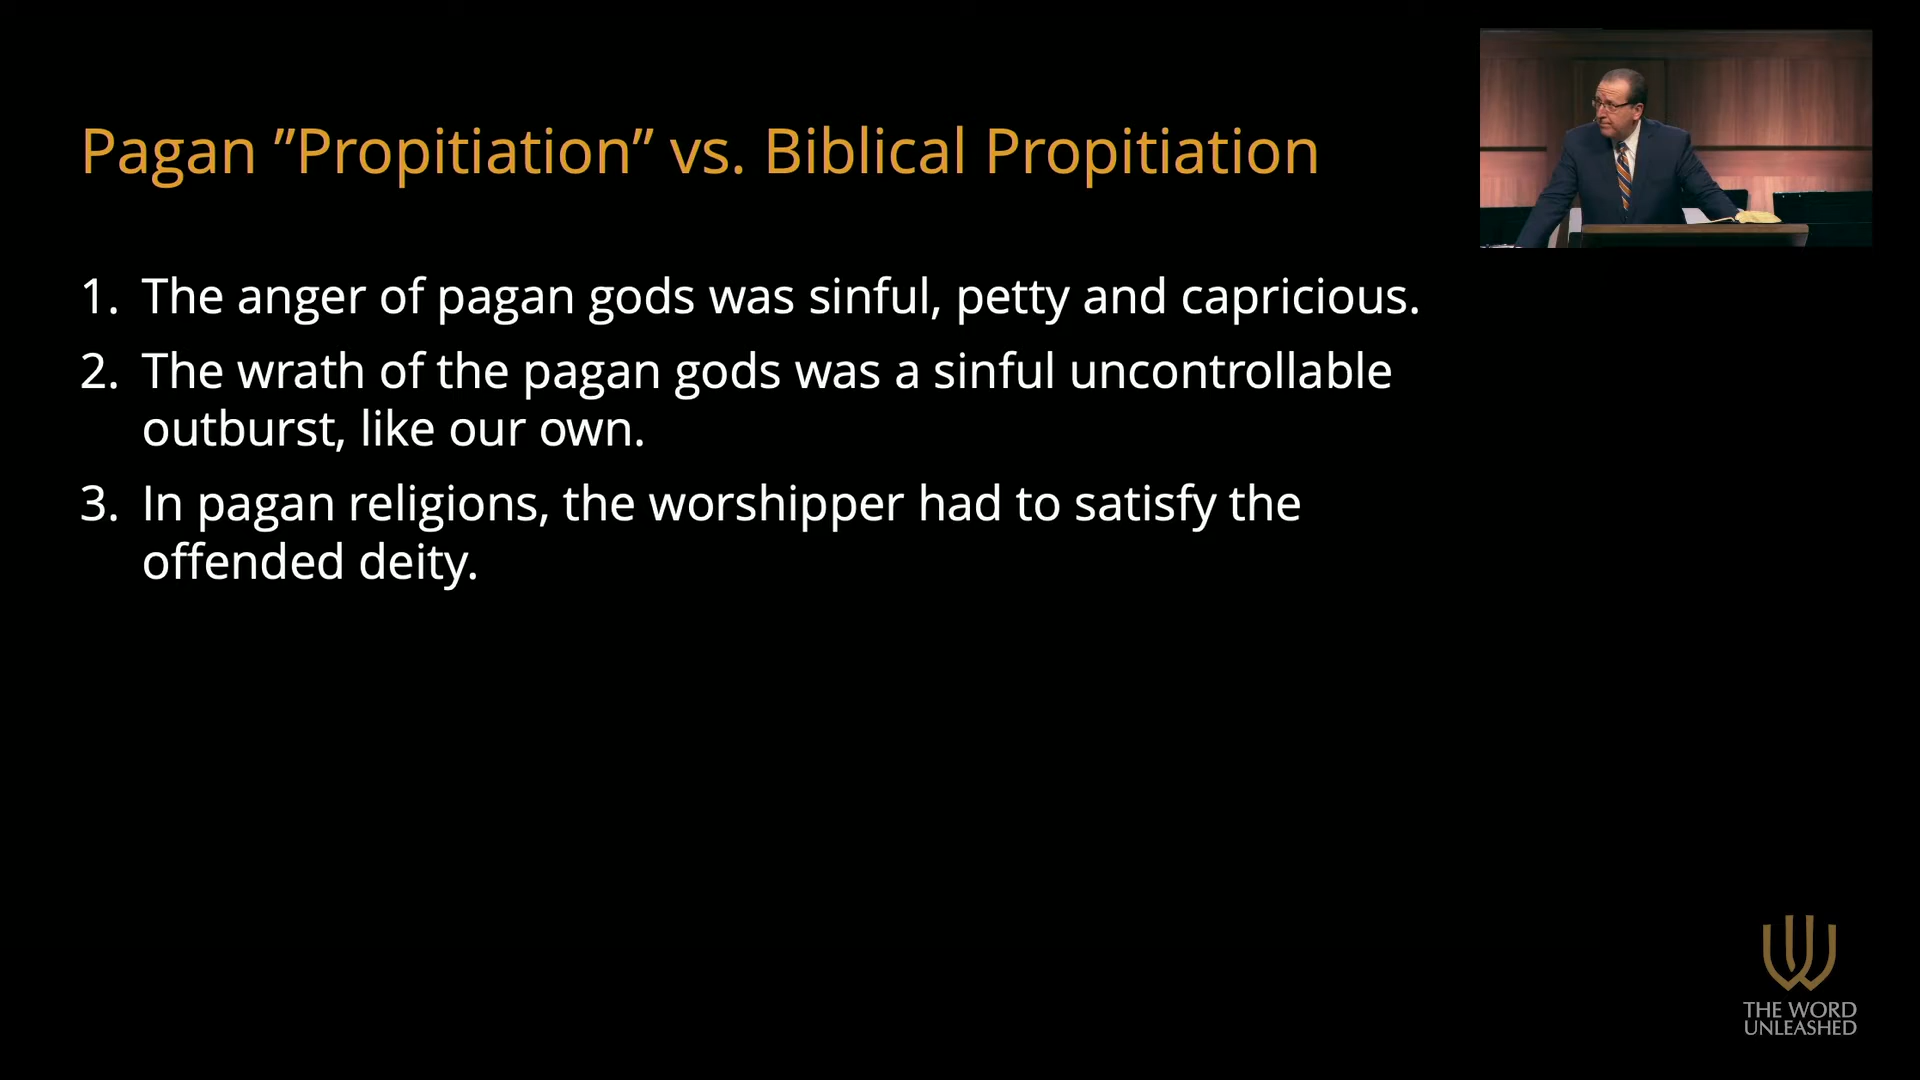 Pagan ”Propitiation” vs. Biblical Propitiation
1. The anger of pagan gods was sinful, petty and capricious.
2. The wrath of the pagan gods was a sinful uncontrollable
outburst, like our own.
3. In pagan religions, the worshipper had to satisfy the
offended deity.
THE WORD
UNLEASHED